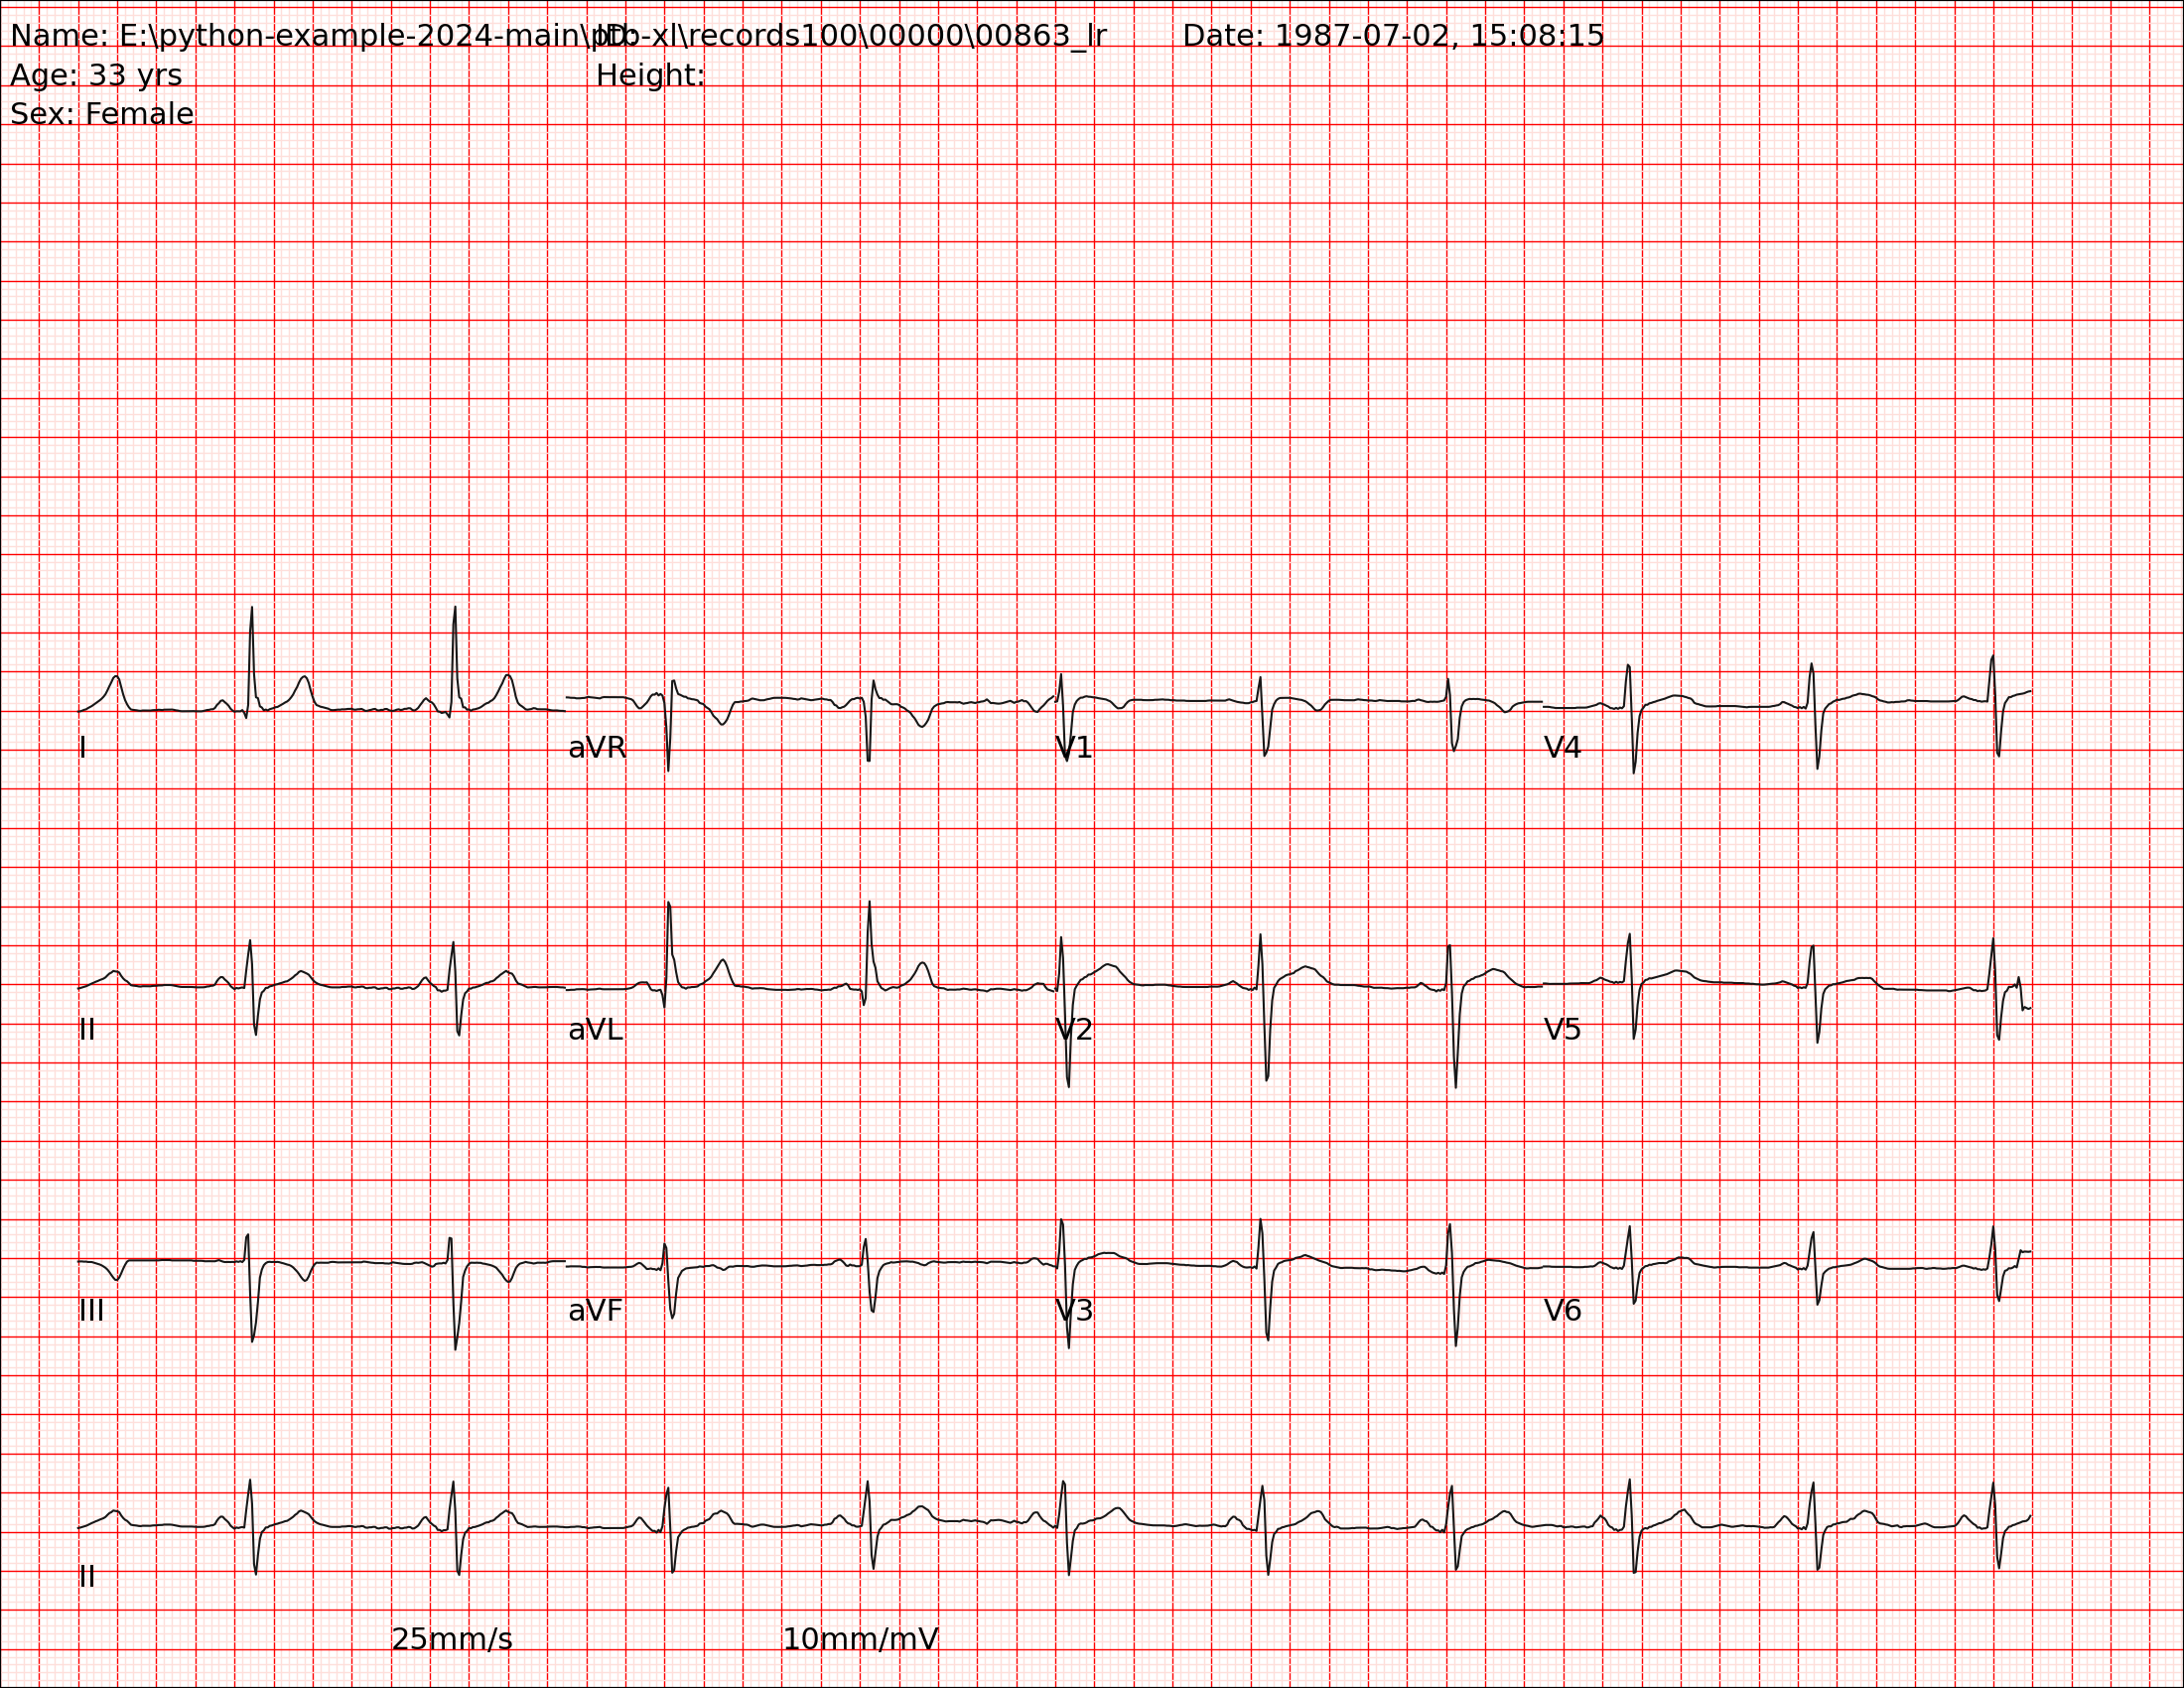 Name: E:\python-example-2024-main\ptb-xl\records100\00000\00863_lr ID: Date: 1987-07-02, 15:08:15
Age: 33 yrs Height:
Sex: Female
I aVR V1 V4
II aVL V2 V5
III aVF V3 V6
II
25mm/s 10mm/mV